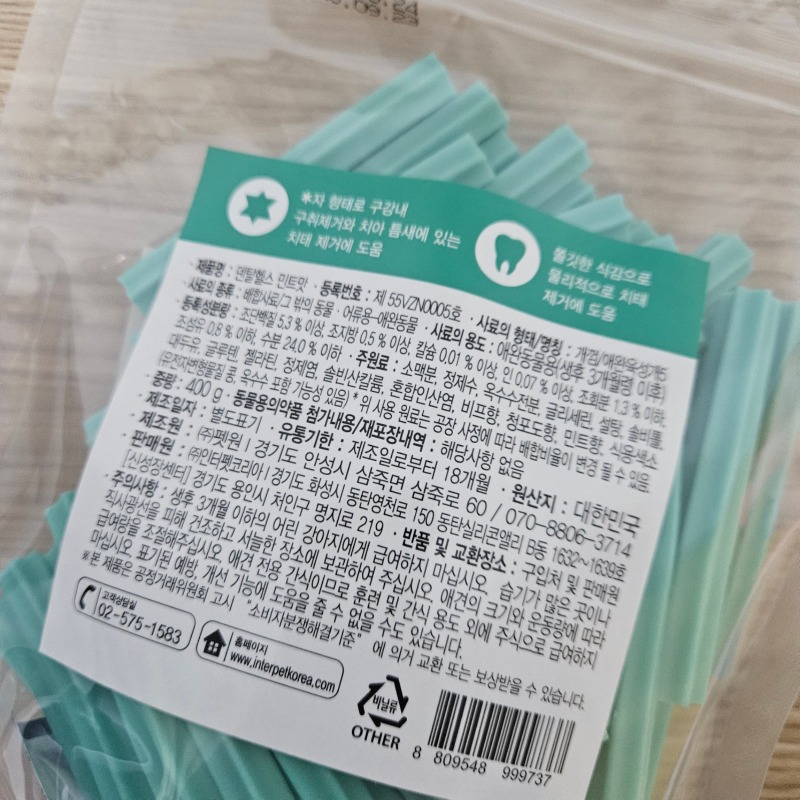 *자 형태로 구강내
구취제거와 치아 틈새에 있는
치태 제거에 도움
쫄깃한 식감으로
물리적으로 치태
제거에 도움
· 제품명 : 덴탈헬스 민트맛 · 등록번호 : 제 55VZN0005호 · 사료의 형태/명칭 : 개껌/애완육성개5
· 사료의 종류 : 배합사료/그 밖의 동물 · 어류용-애완동물 · 사료의 용도 : 애완동물용(생후 3개월령 이후)
· 등록성분량 : 조단백질 5.3 % 이상, 조지방 0.5 % 이상, 칼슘 0.01 % 이상, 인 0.07 % 이상, 조회분 1.3 % 이하,
조섬유 0.8 % 이하, 수분 24.0 % 이하 · 주원료 : 소맥분, 정제수, 옥수수전분, 글리세린, 설탕, 솔비톨,
대두유, 글루텐, 젤라틴, 정제염, 솔빈산칼륨, 혼합인산염, 비프향, 청포도향, 민트향, 식용색소
(유전자변형물질 콩, 옥수수 포함 가능성 있음) * 위 사용 원료는 공장 사정에 따라 배합비율이 변경 될 수 있음.
· 중량 : 400 g · 동물용의약품 첨가내용/재포장내역 : 해당사항 없음
· 제조일자 : 별도표기 · 유통기한 : 제조일로부터 18개월 · 원산지 : 대한민국
· 제조원 : ㈜펫원 | 경기도 안성시 삼죽면 삼죽로 60 / 070-8806-3714
· 판매원 : ㈜인터펫코리아 | 경기도 화성시 동탄영천로 150 동탄실리콘앨리 B동 1632~1639호
[신성장센터] 경기도 용인시 처인구 명지로 219 · 반품 및 교환장소 : 구입처 및 판매원
· 주의사항 : 생후 3개월 이하의 어린 강아지에게 급여하지 마십시오. 습기가 많은 곳이나
직사광선을 피해 건조하고 서늘한 장소에 보관하여 주십시오. 애견의 크기와 운동량에 따라
급여량을 조절해주십시오. 애견 전용 간식이므로 훈련 및 간식 용도 외에 주식으로 급여하지
마십시오. 표기된 예방, 개선 기능에 도움을 줄 수 없을 수도 있습니다.
※ 본 제품은 공정거래위원회 고시 "소비자분쟁해결기준" 에 의거 교환 또는 보상받을 수 있습니다.
고객상담실
02-575-1583
홈페이지
www.interpetkorea.com
비닐류
OTHER
8 809548 999737